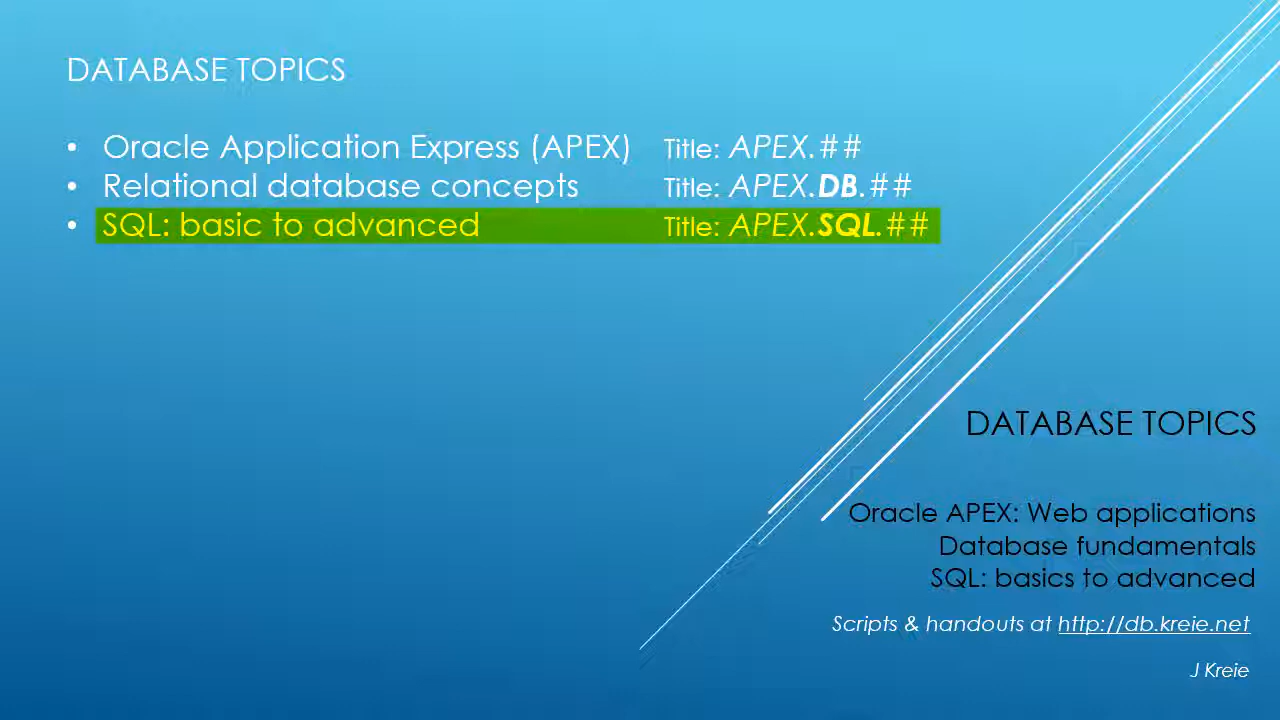 DATABASE TOPICS
• Oracle Application Express (APEX) Title: APEX.##
• Relational database concepts Title: APEX.DB.##
• SQL: basic to advanced Title: APEX.SQL.##
DATABASE TOPICS
Oracle APEX: Web applications
Database fundamentals
SQL: basics to advanced
Scripts & handouts at http://db.kreie.net
J Kreie